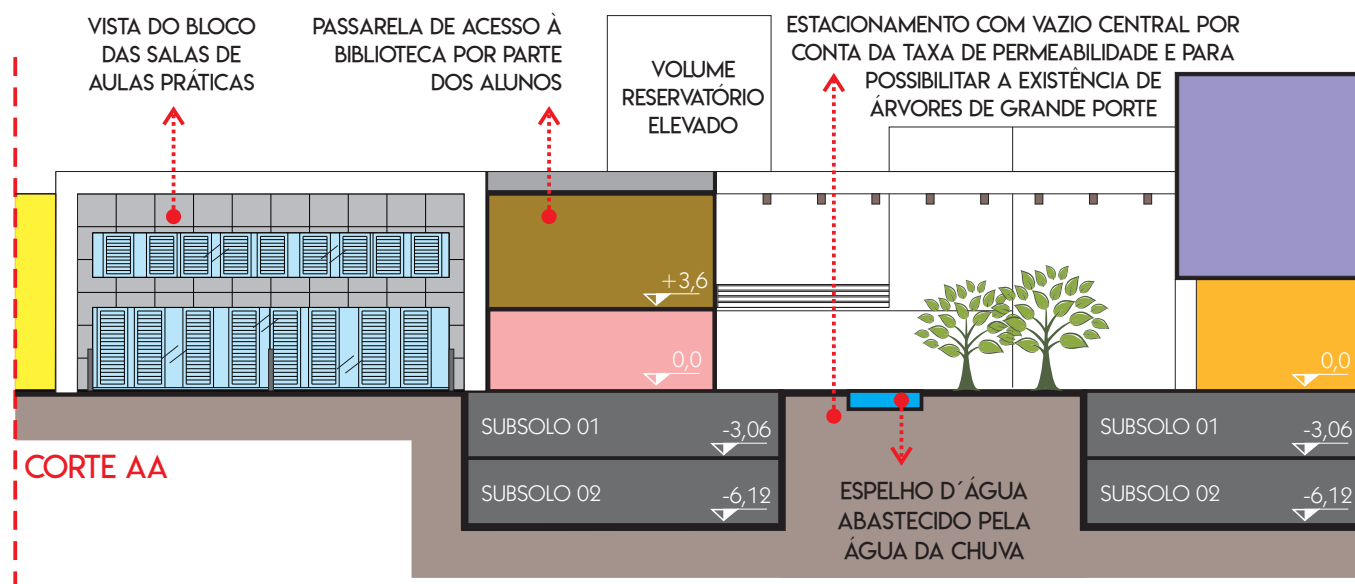 VISTA DO BLOCO
DAS SALAS DE
AULAS PRÁTICAS
PASSARELA DE ACESSO À
BIBLIOTECA POR PARTE
DOS ALUNOS
VOLUME
RESERVATÓRIO
ELEVADO
ESTACIONAMENTO COM VAZIO CENTRAL POR
CONTA DA TAXA DE PERMEABILIDADE E PARA
POSSIBILITAR A EXISTÊNCIA DE
ÁRVORES DE GRANDE PORTE
+3,6
0,0
0,0
SUBSOLO 01
-3,06
SUBSOLO 01
-3,06
CORTE AA
SUBSOLO 02
-6,12
SUBSOLO 02
-6,12
ESPELHO D´ÁGUA
ABASTECIDO PELA
ÁGUA DA CHUVA